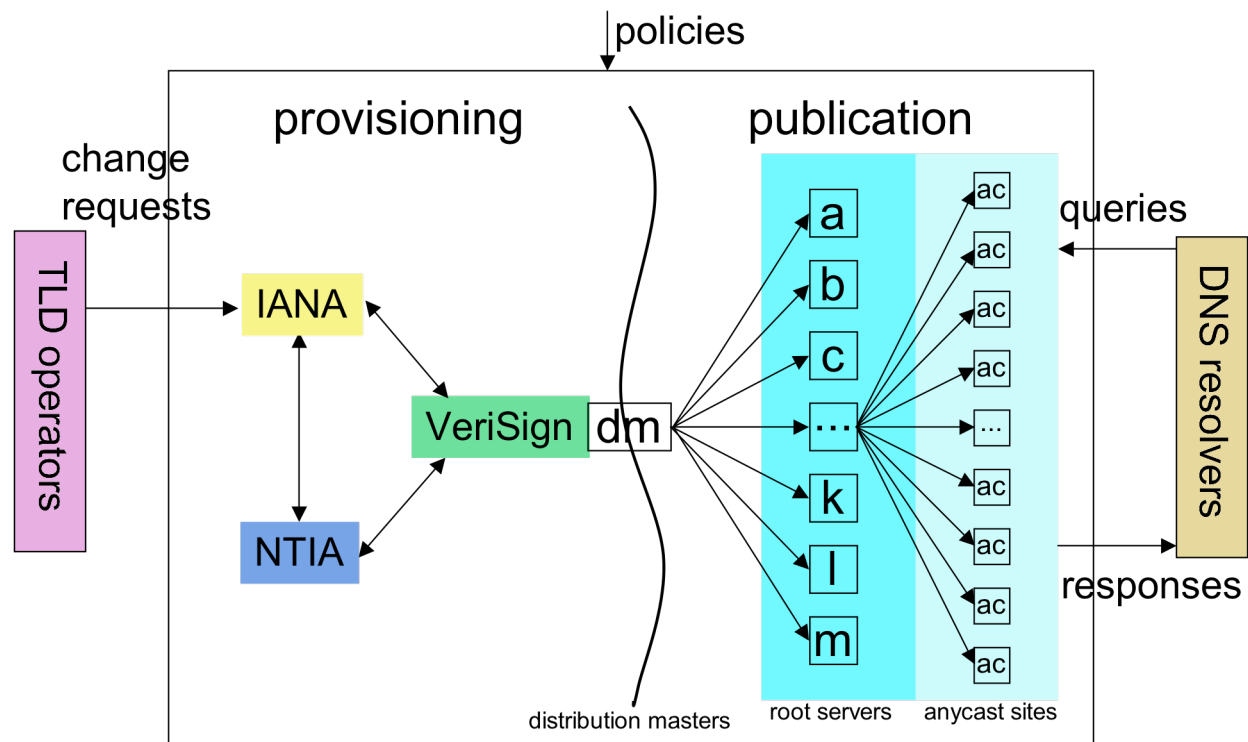 policies
provisioning
publication
change
requests
TLD operators
IANA
NTIA
VeriSign
dm
a
b
c
...
k
l
m
ac
ac
ac
ac
...
ac
ac
ac
ac
queries
DNS resolvers
responses
distribution masters
root servers
anycast sites